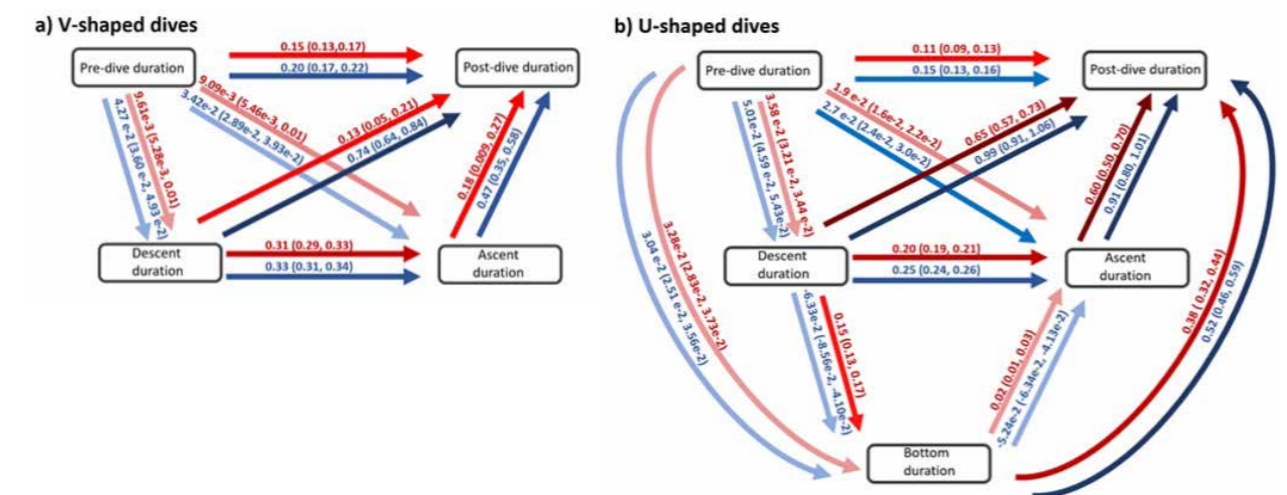 a) V-shaped dives
Pre-dive duration
Post-dive duration
0.15 (0.13,0.17)
0.20 (0.17, 0.22)
9.09e-3 (5.46e-3, 0.01)
3.42e-2 (2.89e-2, 3.93e-2)
9.61e-3 (5.28e-3, 0.01)
4.27 e-2 (3.60 e-2, 4.93 e-2)
0.13 (0.05, 0.21)
0.74 (0.64, 0.84)
0.18 (0.009, 0.27)
0.47 (0.35, 0.58)
Descent
duration
0.31 (0.29, 0.33)
0.33 (0.31, 0.34)
Ascent
duration
b) U-shaped dives
Pre-dive duration
Post-dive duration
0.11 (0.09, 0.13)
0.15 (0.13, 0.16)
1.9 e-2 (1.6e-2, 2.2e-2)
2.7 e-2 (2.4e-2, 3.0e-2)
3.58 e-2 (3.21 e-2, 3.44 e-2)
5.01e-2 (4.59 e-2, 5.43e-2)
0.65 (0.57, 0.73)
0.99 (0.91, 1.06)
0.60 (0.50, 0.70)
0.91 (0.80, 1.01)
Descent
duration
0.20 (0.19, 0.21)
0.25 (0.24, 0.26)
Ascent
duration
3.28e-2 (2.83e-2, 3.73e-2)
3.04 e-2 (2.51 e-2, 3.56e-2)
-6.33e-2 (-8.56e-2, -4.10e-2)
0.15 (0.13, 0.17)
0.02 (0.01, 0.03)
-5.24e-2 (-6.34e-2, -4.13e-2)
0.38 ( 0.32, 0.44)
0.52 (0.46, 0.59)
Bottom
duration